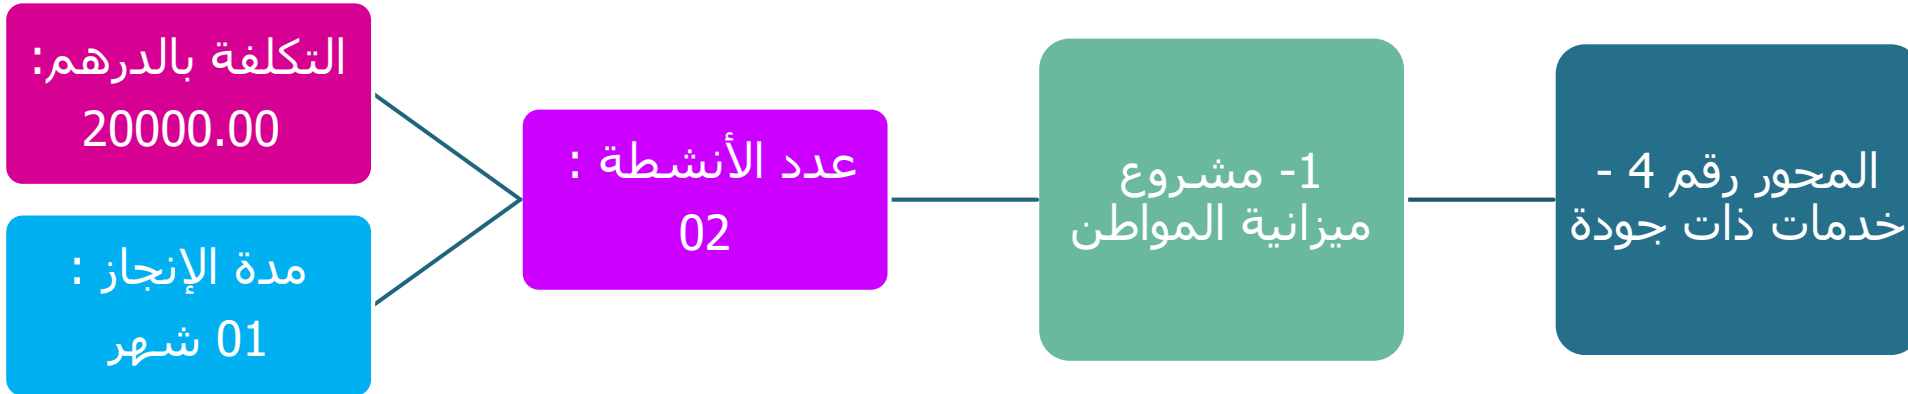 المحور رقم 4 -
خدمات ذات جودة
1- مشروع
ميزانية المواطن
عدد الأنشطة :
02
التكلفة بالدرهم:
20000.00
مدة الإنجاز :
01 شهر